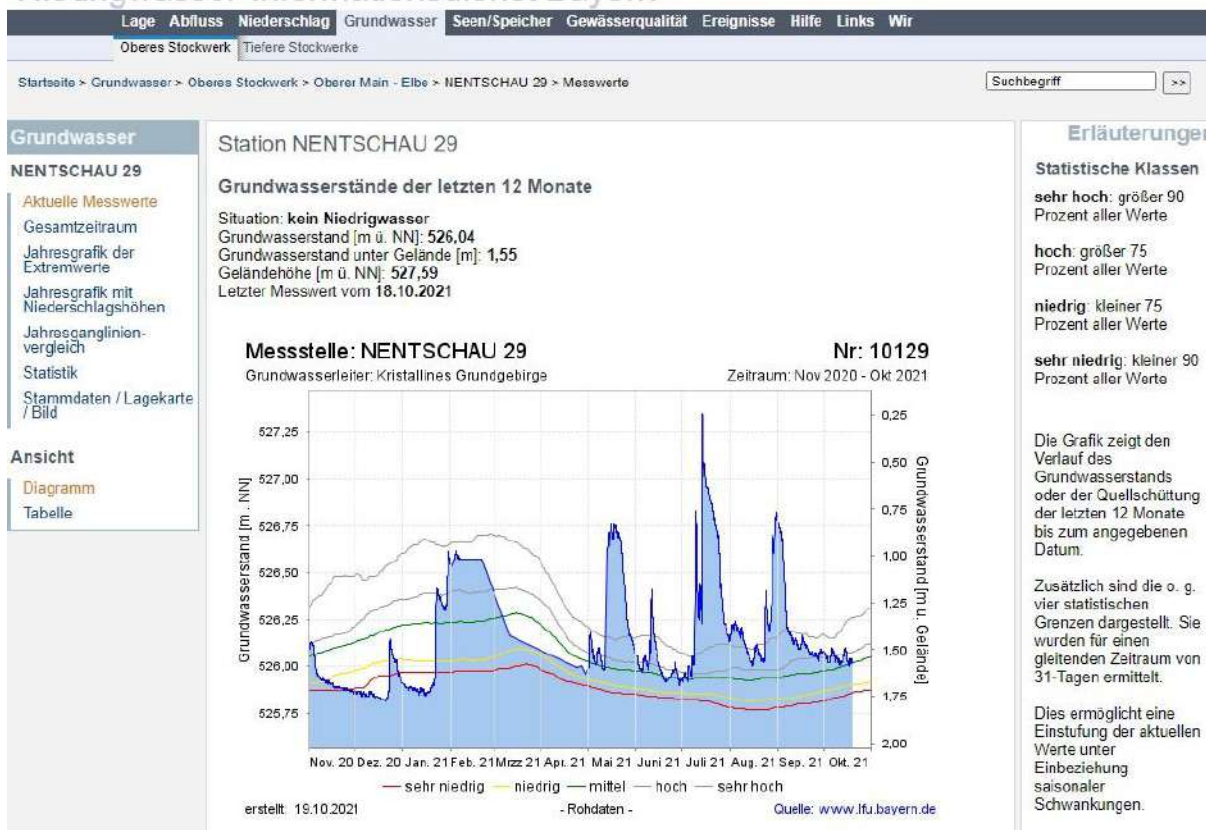 Lage Abfluss Niederschlag Grundwasser Seen/Speicher Gewässerqualität Ereignisse Hilfe Links Wir
Oberes Stockwerk Tiefere Stockwerke
Startseite > Grundwasser > Oberes Stockwerk > Oberer Main - Elbe > NENTSCHAU 29 > Messwerte
Suchbegriff >>
Grundwasser
NENTSCHAU 29
Aktuelle Messwerte
Gesamtzeitraum
Jahresgrafik der
Extremwerte
Jahresgrafik mit
Niederschlagshöhen
Jahresganglinien-
vergleich
Statistik
Stammdaten / Lagekarte
/ Bild
Ansicht
Diagramm
Tabelle
Station NENTSCHAU 29
Grundwasserstände der letzten 12 Monate
Situation: kein Niedrigwasser
Grundwasserstand [m ü. NN]: 526,04
Grundwasserstand unter Gelände [m]: 1,55
Geländehöhe [m ü. NN]: 527,59
Letzter Messwert vom 18.10.2021
Messstelle: NENTSCHAU 29 Nr: 10129
Grundwasserleiter: Kristallines Grundgebirge Zeitraum: Nov 2020 - Okt 2021
Grundwasserstand [m . NN]
527,25
527,00
526,75
526,50
526,25
526,00
525,75
0,25
0,50
0,75
1,00
1,25
1,50
1,75
2,00
Grundwasserstand [m u. Gelände]
Nov. 20 Dez. 20 Jan. 21 Feb. 21 Mrz 21 Apr. 21 Mai 21 Juni 21 Juli 21 Aug. 21 Sep. 21 Okt. 21
sehr niedrig niedrig mittel hoch sehr hoch
erstellt: 19.10.2021 - Rohdaten - Quelle: www.lfu.bayern.de
Erläuterunge
Statistische Klassen
sehr hoch: größer 90
Prozent aller Werte
hoch: größer 75
Prozent aller Werte
niedrig: kleiner 75
Prozent aller Werte
sehr niedrig: kleiner 90
Prozent aller Werte
Die Grafik zeigt den
Verlauf des
Grundwasserstands
oder der Quellschüttung
der letzten 12 Monate
bis zum angegebenen
Datum.
Zusätzlich sind die o. g.
vier statistischen
Grenzen dargestellt. Sie
wurden für einen
gleitenden Zeitraum von
31-Tagen ermittelt.
Dies ermöglicht eine
Einstufung der aktuellen
Werte unter
Einbeziehung
saisonaler
Schwankungen.